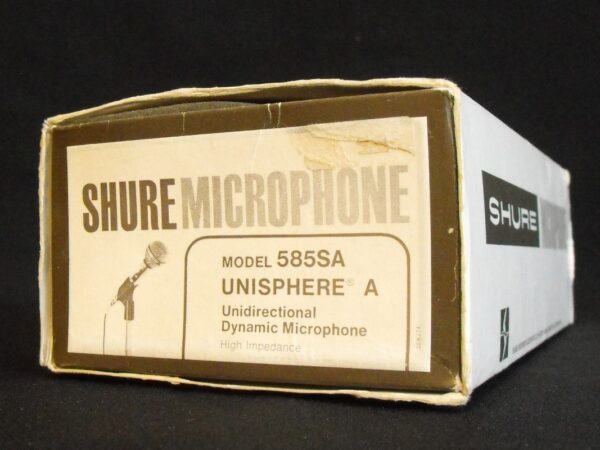 SHURE MICROPHONE
MODEL 585SA
UNISPHERE® A
Unidirectional
Dynamic Microphone
High Impedance
SHURE